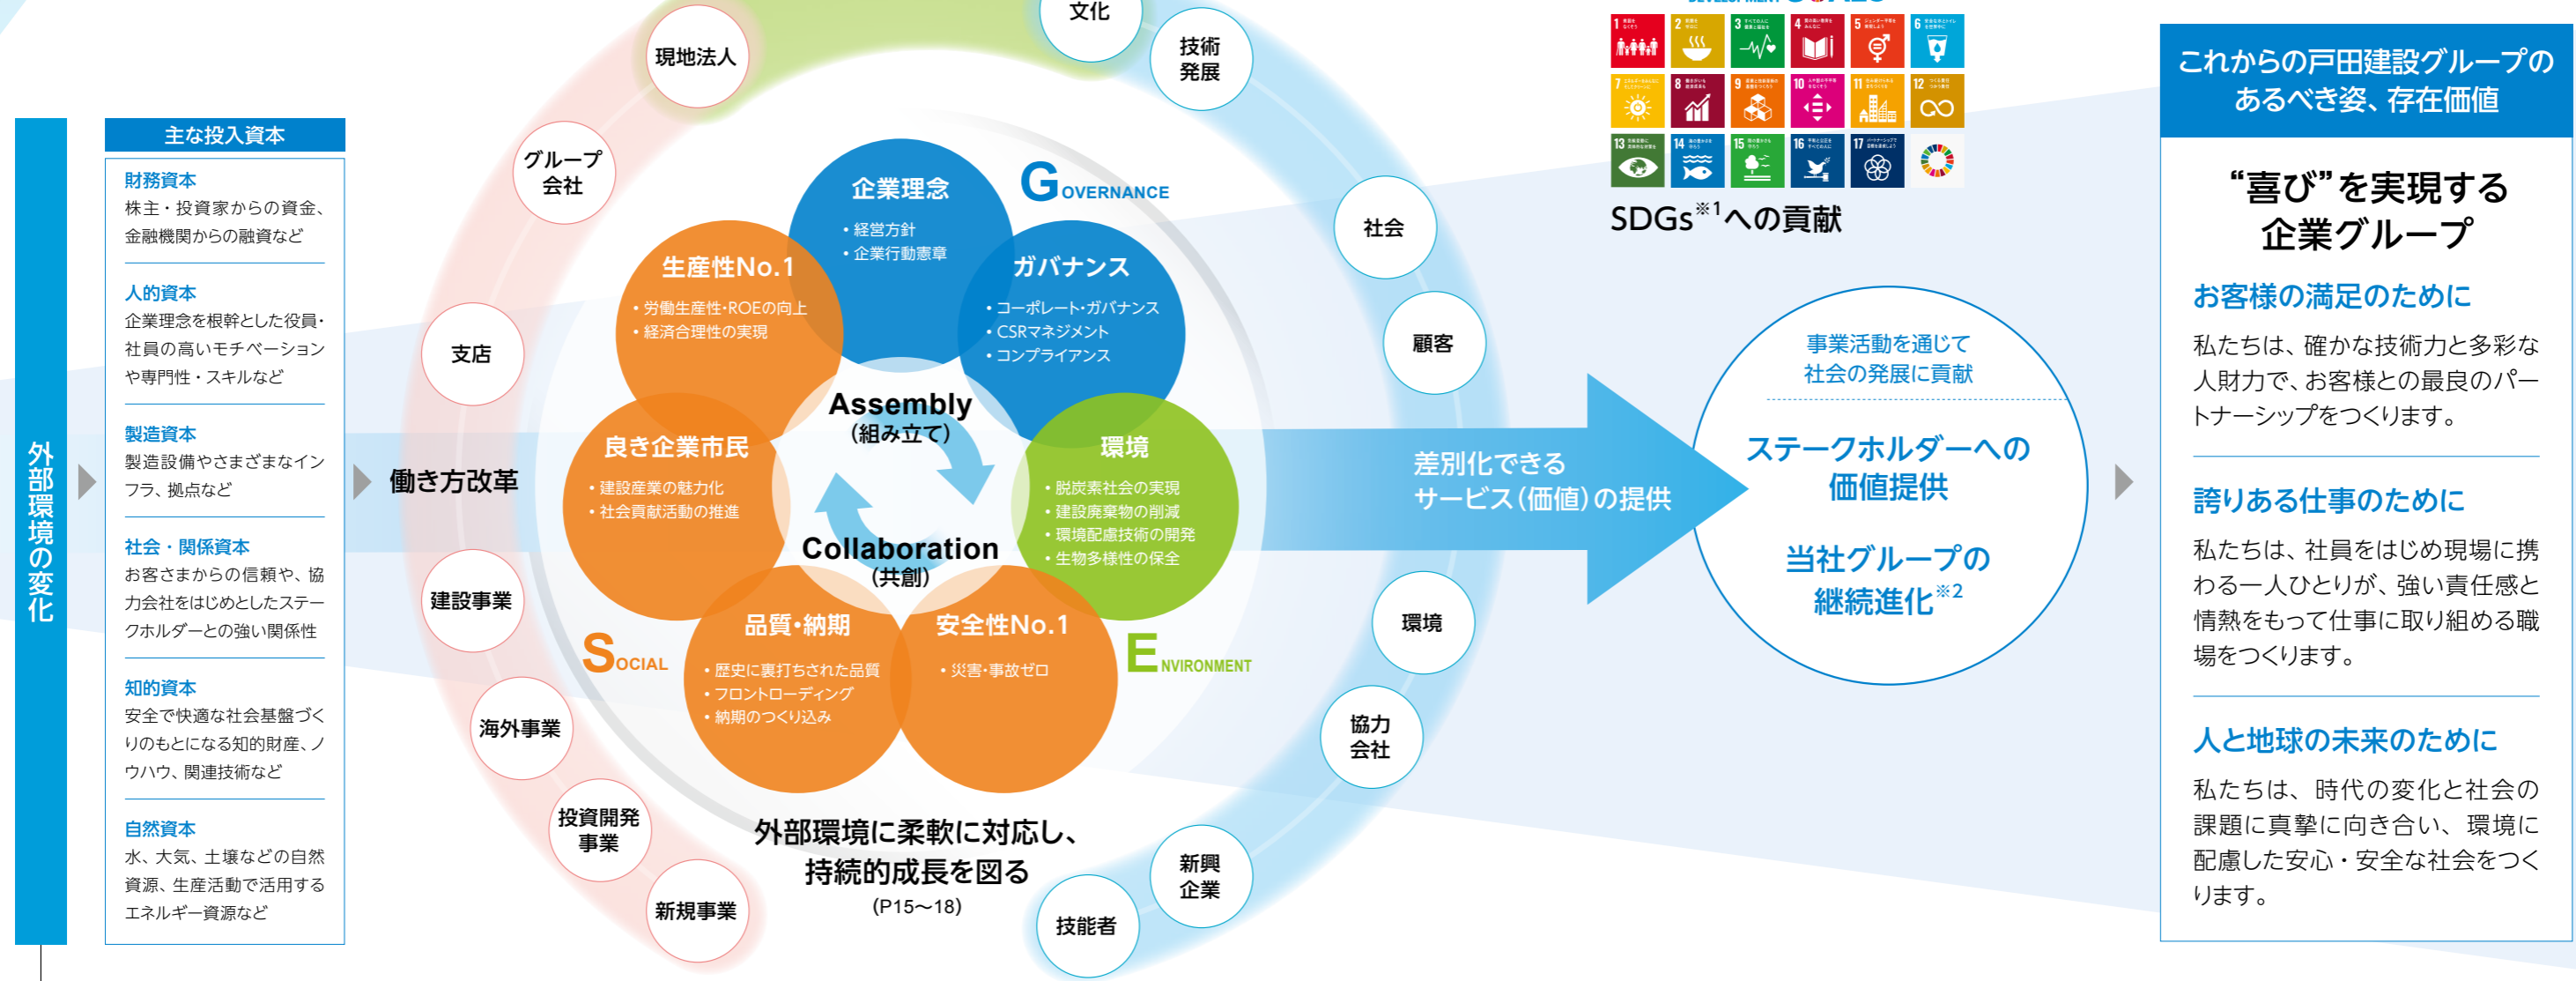 外部環境の変化
主な投入資本
財務資本
株主・投資家からの資金、
金融機関からの融資など
人的資本
企業理念を根幹とした役員・
社員の高いモチベーション
や専門性・スキルなど
製造資本
製造設備やさまざまなイン
フラ、拠点など
社会・関係資本
お客さまからの信頼や、協
力会社をはじめとしたステー
クホルダーとの強い関係性
知的資本
安全で快適な社会基盤づく
りのもとになる知的財産、ノ
ウハウ、関連技術など
自然資本
水、大気、土壌などの自然
資源、生産活動で活用する
エネルギー資源など
働き方改革
現地法人
グループ
会社
支店
建設事業
海外事業
投資開発
事業
新規事業
文化
技術
発展
社会
顧客
環境
協力
会社
新興
企業
技能者
GOVERNANCE
企業理念
・経営方針
・企業行動憲章
ガバナンス
・コーポレート・ガバナンス
・CSRマネジメント
・コンプライアンス
生産性No.1
・労働生産性・ROEの向上
・経済合理性の実現
良き企業市民
・建設産業の魅力化
・社会貢献活動の推進
環境
・脱炭素社会の実現
・建設廃棄物の削減
・環境配慮技術の開発
・生物多様性の保全
ENVIRONMENT
Assembly
（組み立て）
Collaboration
（共創）
SOCIAL
品質・納期
・歴史に裏打ちされた品質
・フロントローディング
・納期のつくり込み
安全性No.1
・災害・事故ゼロ
外部環境に柔軟に対応し、
持続的成長を図る
(P15～18)
差別化できる
サービス（価値）の提供
1
2
3
4
5
6
7
8
9
10
11
12
13
14
15
16
17
SDGs※1への貢献
事業活動を通じて
社会の発展に貢献
ステークホルダーへの
価値提供
当社グループの
継続進化※2
これからの戸田建設グループの
あるべき姿、存在価値
“喜び”を実現する
企業グループ
お客様の満足のために
私たちは、確かな技術力と多彩な
人財力で、お客様との最良のパー
トナーシップをつくります。
誇りある仕事のために
私たちは、社員をはじめ現場に携
わる一人ひとりが、強い責任感と
情熱をもって仕事に取り組める職
場をつくります。
人と地球の未来のために
私たちは、時代の変化と社会の
課題に真摯に向き合い、環境に
配慮した安心・安全な社会をつく
ります。